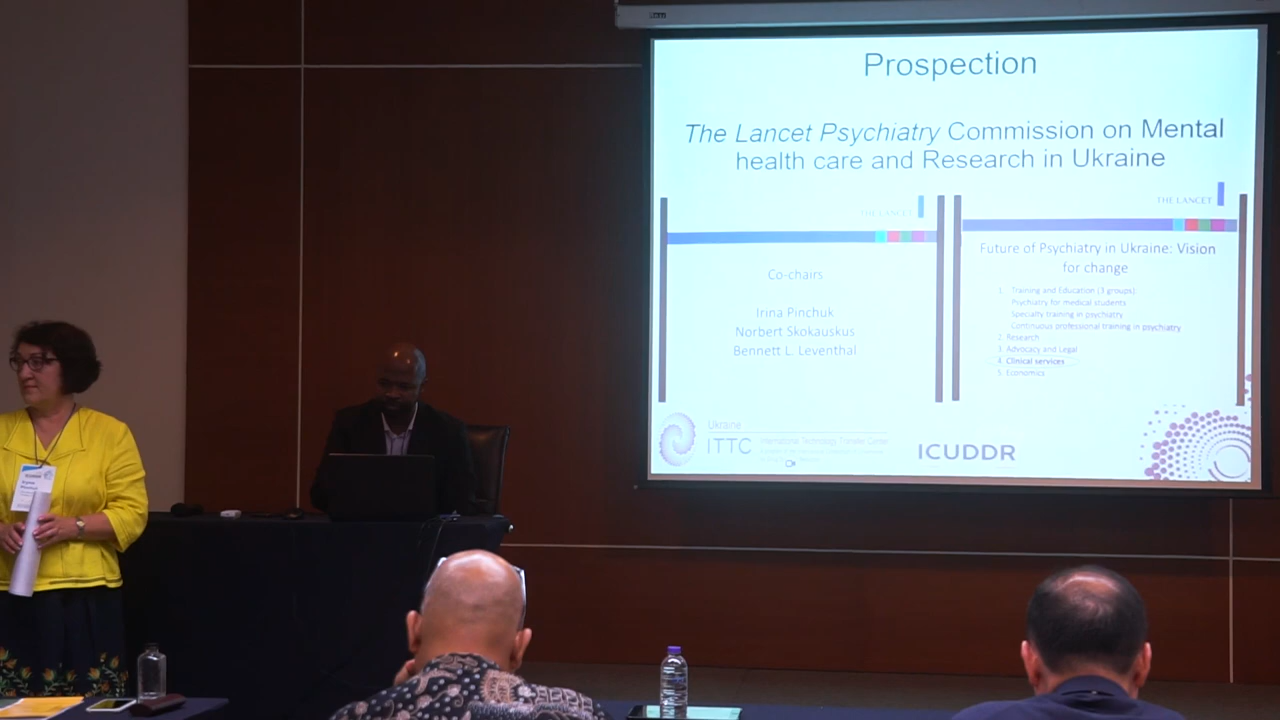 Prospection
The Lancet Psychiatry Commission on Mental
health care and Research in Ukraine
THE LANCET
Co-chairs
Irina Pinchuk
Norbert Skokauskus
Bennett L. Leventhal
THE LANCET
Future of Psychiatry in Ukraine: Vision
for change
1. Training and Education (3 groups):
Psychiatry for medical students
Specialty training in psychiatry
Continuous professional training in psychiatry
2. Research
3. Advocacy and Legal
4. Clinical services
5. Economics
Ukraine
ITTC
International Technology Transfer Center
ICUDDR